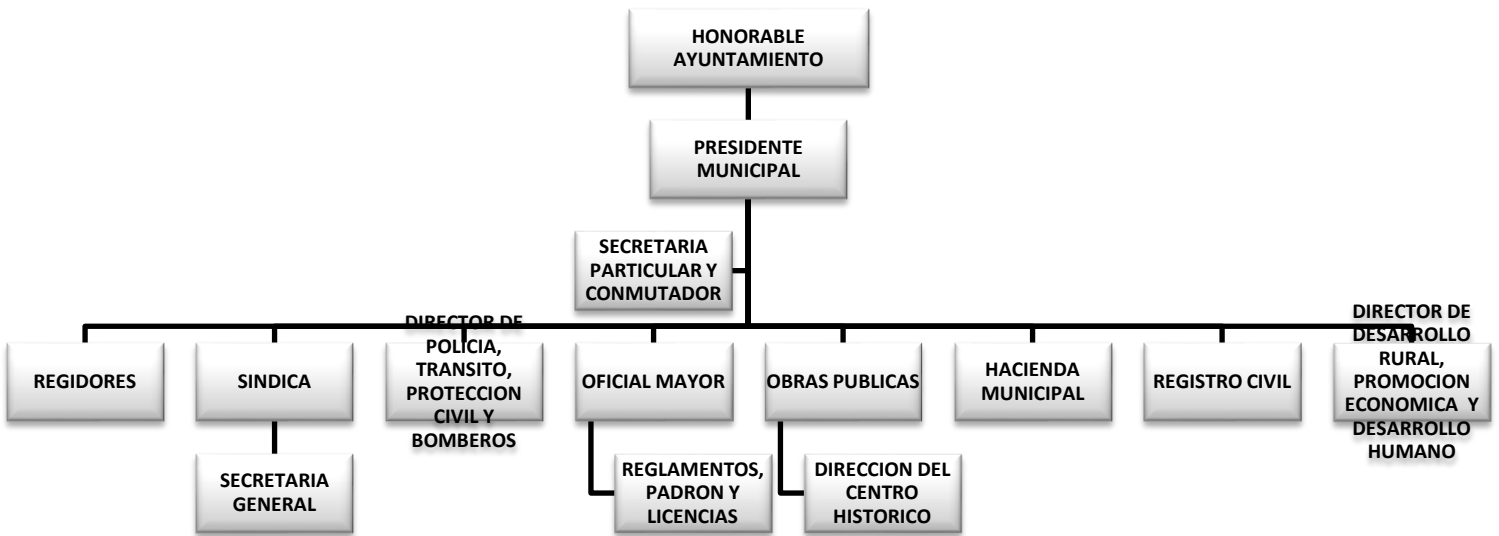 HONORABLE
AYUNTAMIENTO
PRESIDENTE
MUNICIPAL
SECRETARIA
PARTICULAR Y
CONMUTADOR
REGIDORES
SINDICA
DIRECTOR DE
POLICIA,
TRANSITO,
PROTECCION
CIVIL Y
BOMBEROS
OFICIAL MAYOR
OBRAS PUBLICAS
HACIENDA
MUNICIPAL
REGISTRO CIVIL
DIRECTOR DE
DESARROLLO
RURAL,
PROMOCION
ECONOMICA Y
DESARROLLO
HUMANO
SECRETARIA
GENERAL
REGLAMENTOS,
PADRON Y
LICENCIAS
DIRECCION DEL
CENTRO
HISTORICO